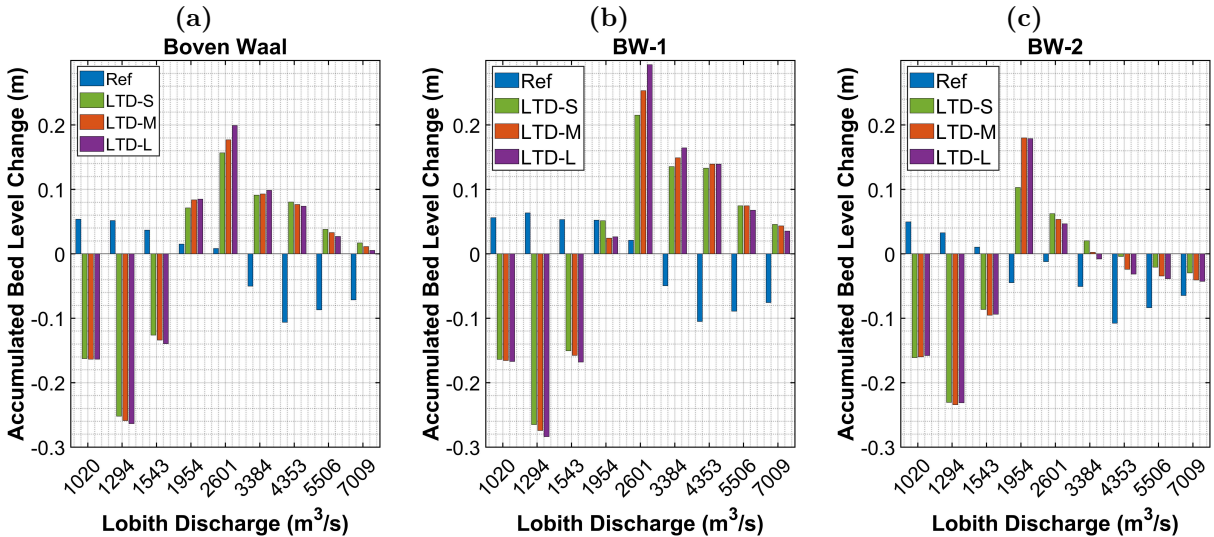 (a)
Boven Waal
Accumulated Bed Level Change (m)
Ref
LTD-S
LTD-M
LTD-L
0.2
0.1
0
-0.1
-0.2
-0.3
1020 1294 1543 1954 2601 3384 4353 5506 7009
Lobith Discharge (m³/s)
(b)
BW-1
Accumulated Bed Level Change (m)
Ref
LTD-S
LTD-M
LTD-L
0.2
0.1
0
-0.1
-0.2
-0.3
1020 1294 1543 1954 2601 3384 4353 5506 7009
Lobith Discharge (m³/s)
(c)
BW-2
Accumulated Bed Level Change (m)
Ref
LTD-S
LTD-M
LTD-L
0.2
0.1
0
-0.1
-0.2
-0.3
1020 1294 1543 1954 2601 3384 4353 5506 7009
Lobith Discharge (m³/s)